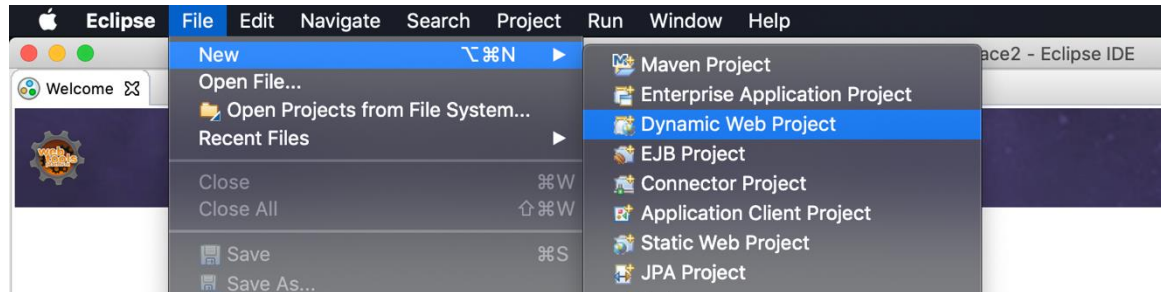 Eclipse File Edit Navigate Search Project Run Window Help
ace2 - Eclipse IDE
Welcome
New ⌥⌘N ▶
Open File...
Open Projects from File System...
Recent Files ▶
Close ⌘W
Close All ⇧⌘W
Save ⌘S
Save As...
Maven Project
Enterprise Application Project
Dynamic Web Project
EJB Project
Connector Project
Application Client Project
Static Web Project
JPA Project
web tools